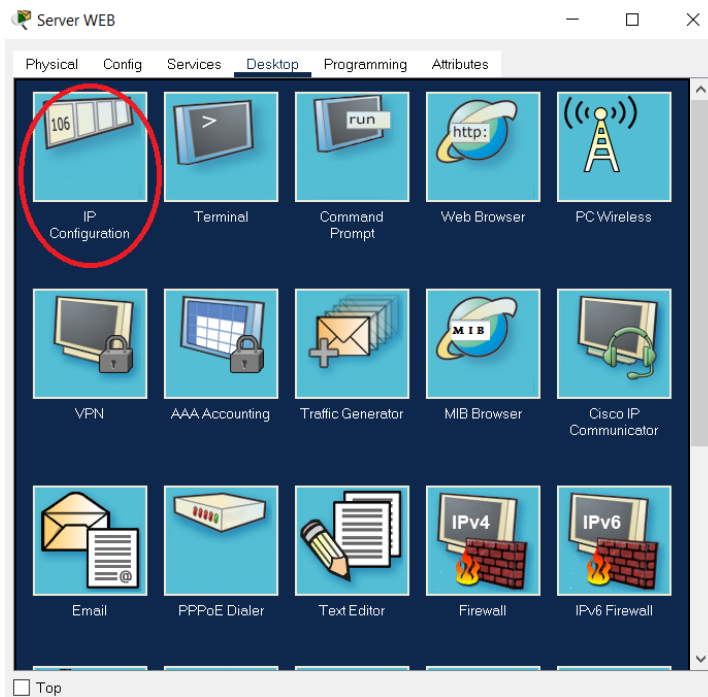 Server WEB
Physical Config Services Desktop Programming Attributes
106
>
run
http:
IP
Configuration
Terminal
Command
Prompt
Web Browser
PC Wireless
MIB
VPN
AAA Accounting
Traffic Generator
MIB Browser
Cisco IP
Communicator
@
IPv4
IPv6
Email
PPPoE Dialer
Text Editor
Firewall
IPv6 Firewall
Top